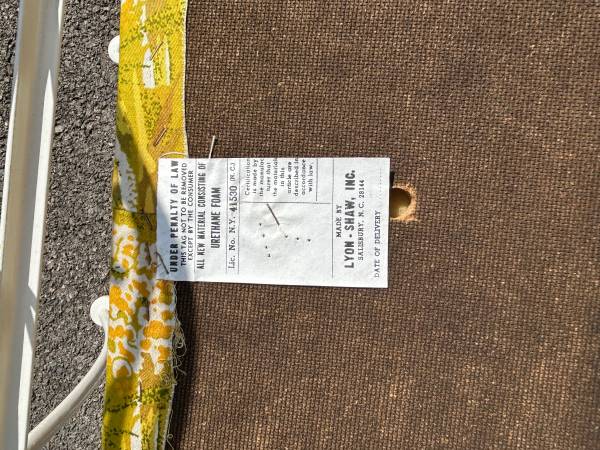 UNDER PENALTY OF LAW
THIS TAG NOT TO BE REMOVED
EXCEPT BY THE CONSUMER
ALL NEW MATERIAL CONSISTING OF
URETHANE FOAM
Lic. No. N.Y. 41530 (N.C.)
Certification
is made by
the manufac-
turer that
the materials
in this
article are
described in
accordance
with law.
MADE BY
LYON - SHAW, INC.
SALISBURY, N. C. 28144
DATE OF DELIVERY